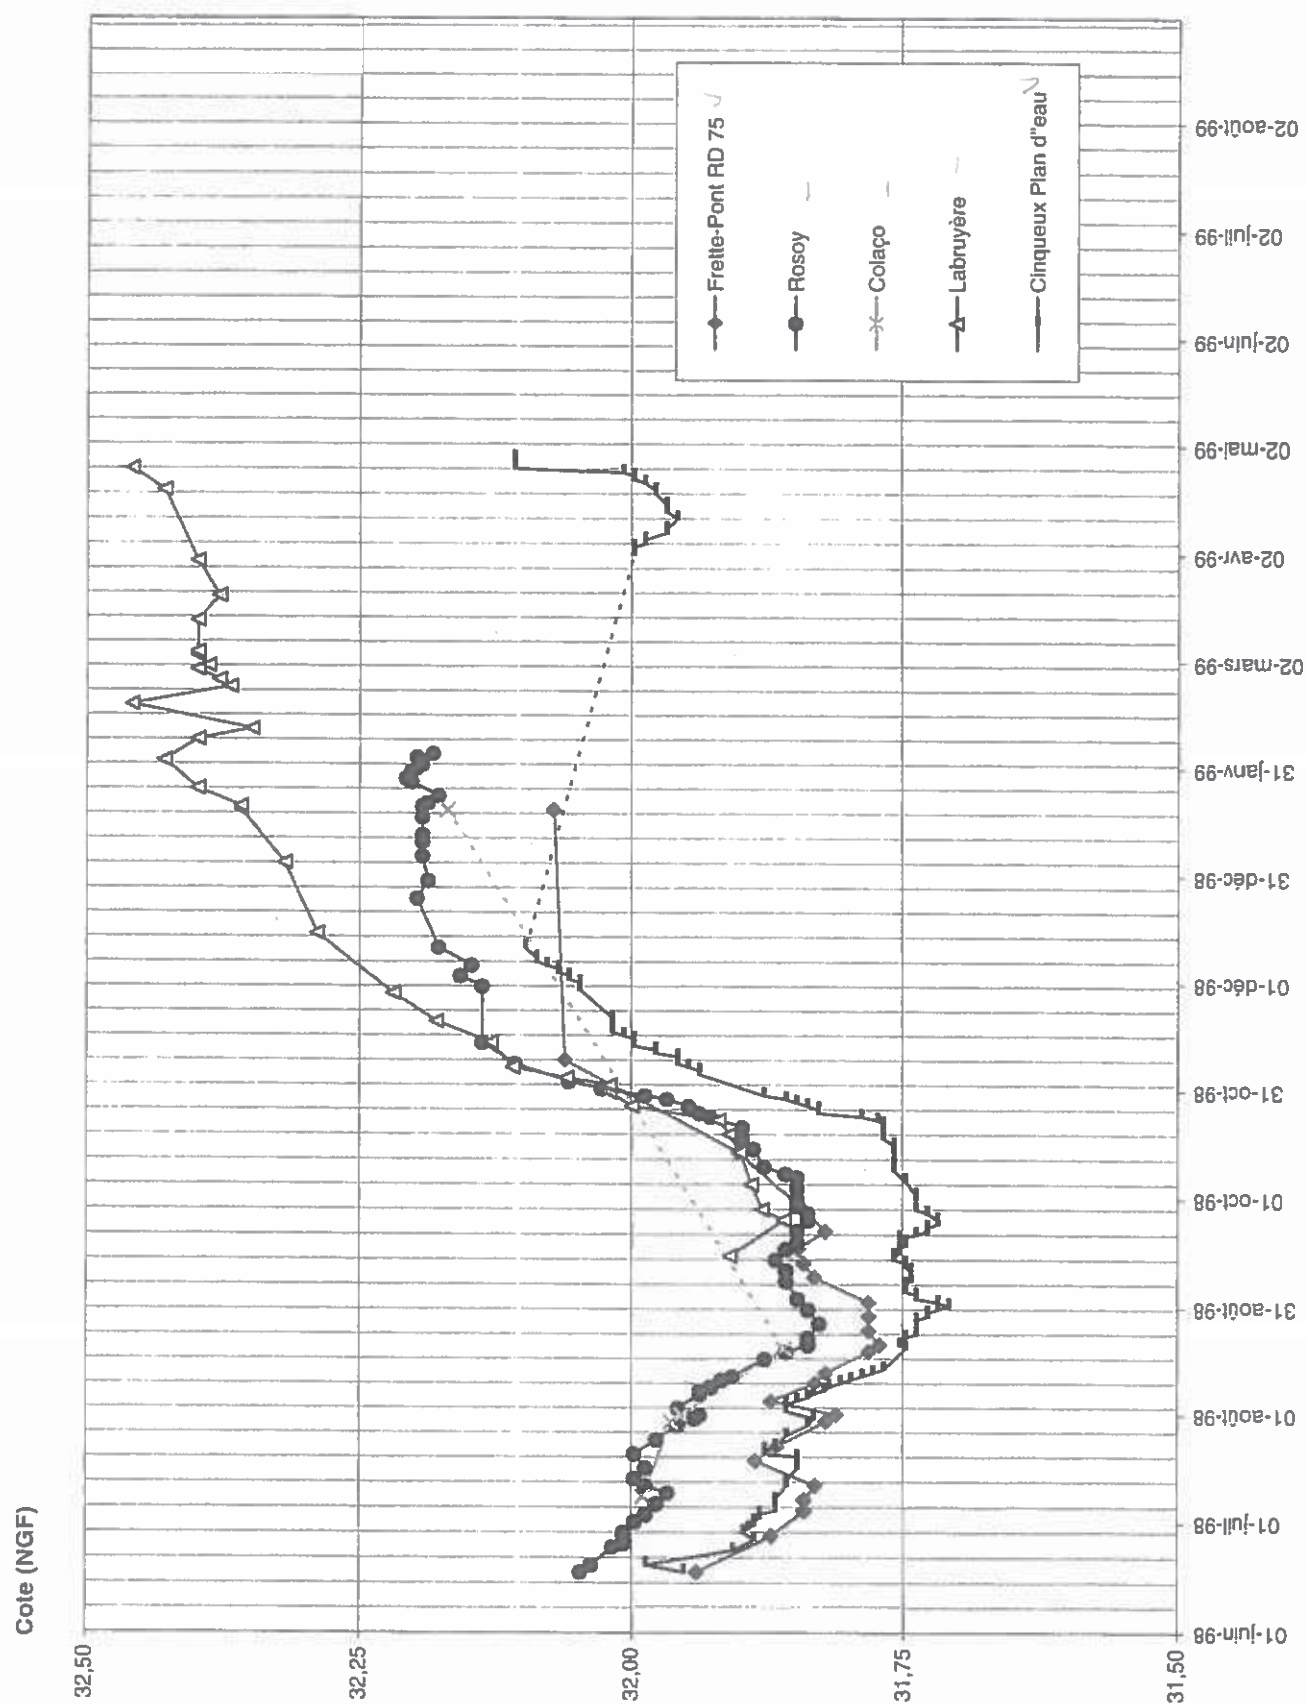 Cote (NGF)
32,50
32,25
32,00
31,75
31,50
01-juin-98
01-juil-98
01-août-98
31-août-98
01-oct-98
31-oct-98
01-déc-98
31-déc-98
31-janv-99
02-mars-99
02-avr-99
02-mai-99
02-juin-99
02-juil-99
02-août-99
Frette-Pont RD 75
Rosoy
Colaço
Labruyère
Cinqueux Plan d"eau